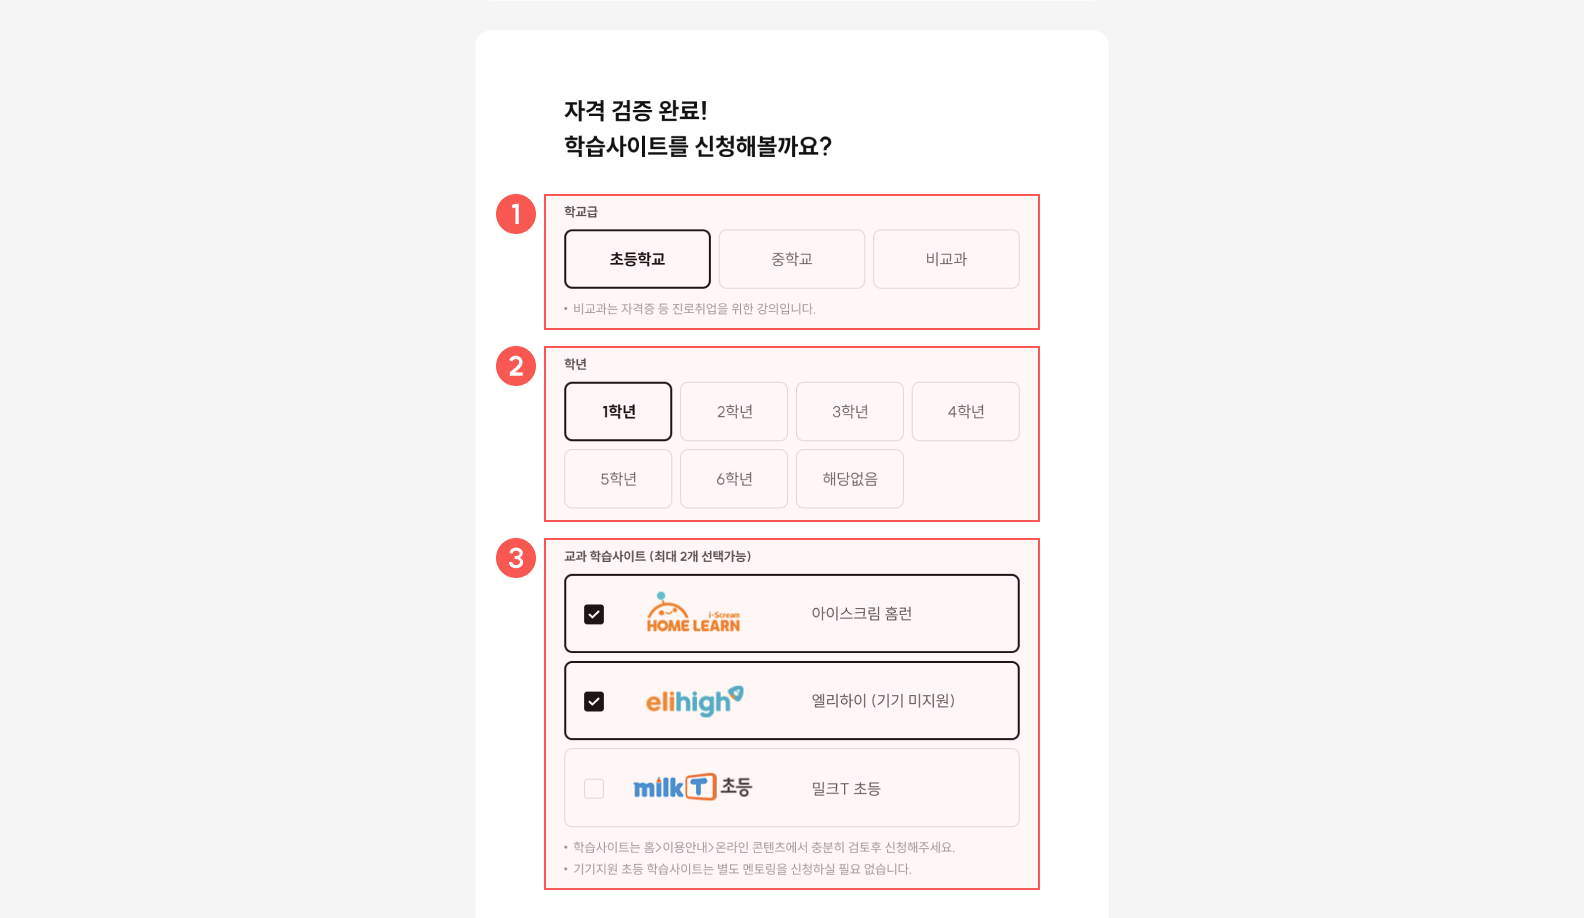 자격 검증 완료!
학습사이트를 신청해볼까요?
1
학교급
초등학교 중학교 비교과
• 비교과는 자격증 등 진로취업을 위한 강의입니다.
2
학년
1학년 2학년 3학년 4학년
5학년 6학년 해당없음
3
교과 학습사이트 (최대 2개 선택가능)
i-Scream
HOME LEARN 아이스크림 홈런
elihigh 엘리하이 (기기 미지원)
milk T 초등 밀크T 초등
• 학습사이트는 홈>이용안내>온라인 콘텐츠에서 충분히 검토후 신청해주세요.
• 기기지원 초등 학습사이트는 별도 멘토링을 신청하실 필요 없습니다.